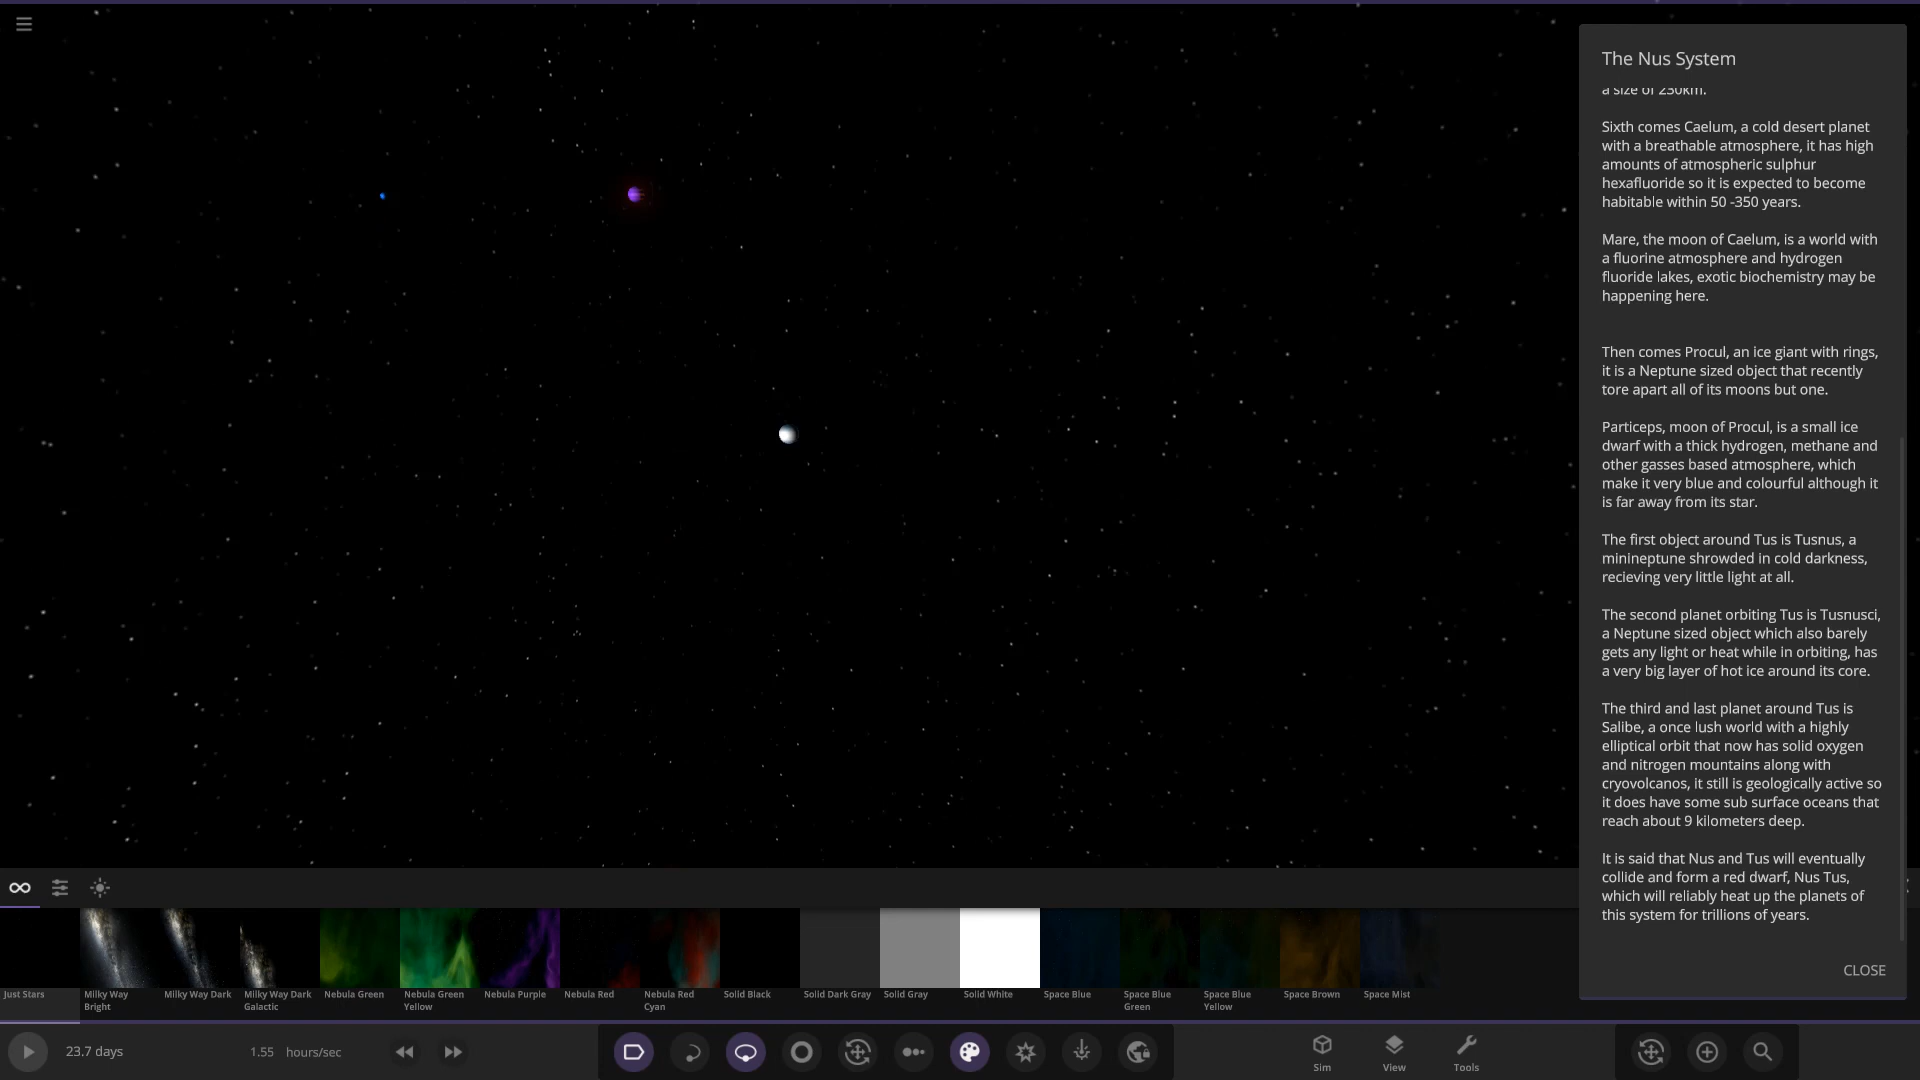 The Nus System
a size of 230km.
Sixth comes Caelum, a cold desert planet
with a breathable atmosphere, it has high
amounts of atmospheric sulphur
hexafluoride so it is expected to become
habitable within 50 -350 years.
Mare, the moon of Caelum, is a world with
a fluorine atmosphere and hydrogen
fluoride lakes, exotic biochemistry may be
happening here.
Then comes Procul, an ice giant with rings,
it is a Neptune sized object that recently
tore apart all of its moons but one.
Particeps, moon of Procul, is a small ice
dwarf with a thick hydrogen, methane and
other gasses based atmosphere, which
make it very blue and colourful although it
is far away from its star.
The first object around Tus is Tusnus, a
minineptune shrowded in cold darkness,
recieving very little light at all.
The second planet orbiting Tus is Tusnusci,
a Neptune sized object which also barely
gets any light or heat while in orbiting, has
a very big layer of hot ice around its core.
The third and last planet around Tus is
Salibe, a once lush world with a highly
elliptical orbit that now has solid oxygen
and nitrogen mountains along with
cryovolcanos, it still is geologically active so
it does have some sub surface oceans that
reach about 9 kilometers deep.
It is said that Nus and Tus will eventually
collide and form a red dwarf, Nus Tus,
which will reliably heat up the planets of
this system for trillions of years.
CLOSE
Just Stars
Milky Way
Bright
Milky Way Dark
Milky Way Dark
Galactic
Nebula Green
Nebula Green
Yellow
Nebula Purple
Nebula Red
Nebula Red
Cyan
Solid Black
Solid Dark Gray
Solid Gray
Solid White
Space Blue
Space Blue
Green
Space Blue
Yellow
Space Brown
Space Mist
23.7 days
1.55 hours/sec
Sim
View
Tools